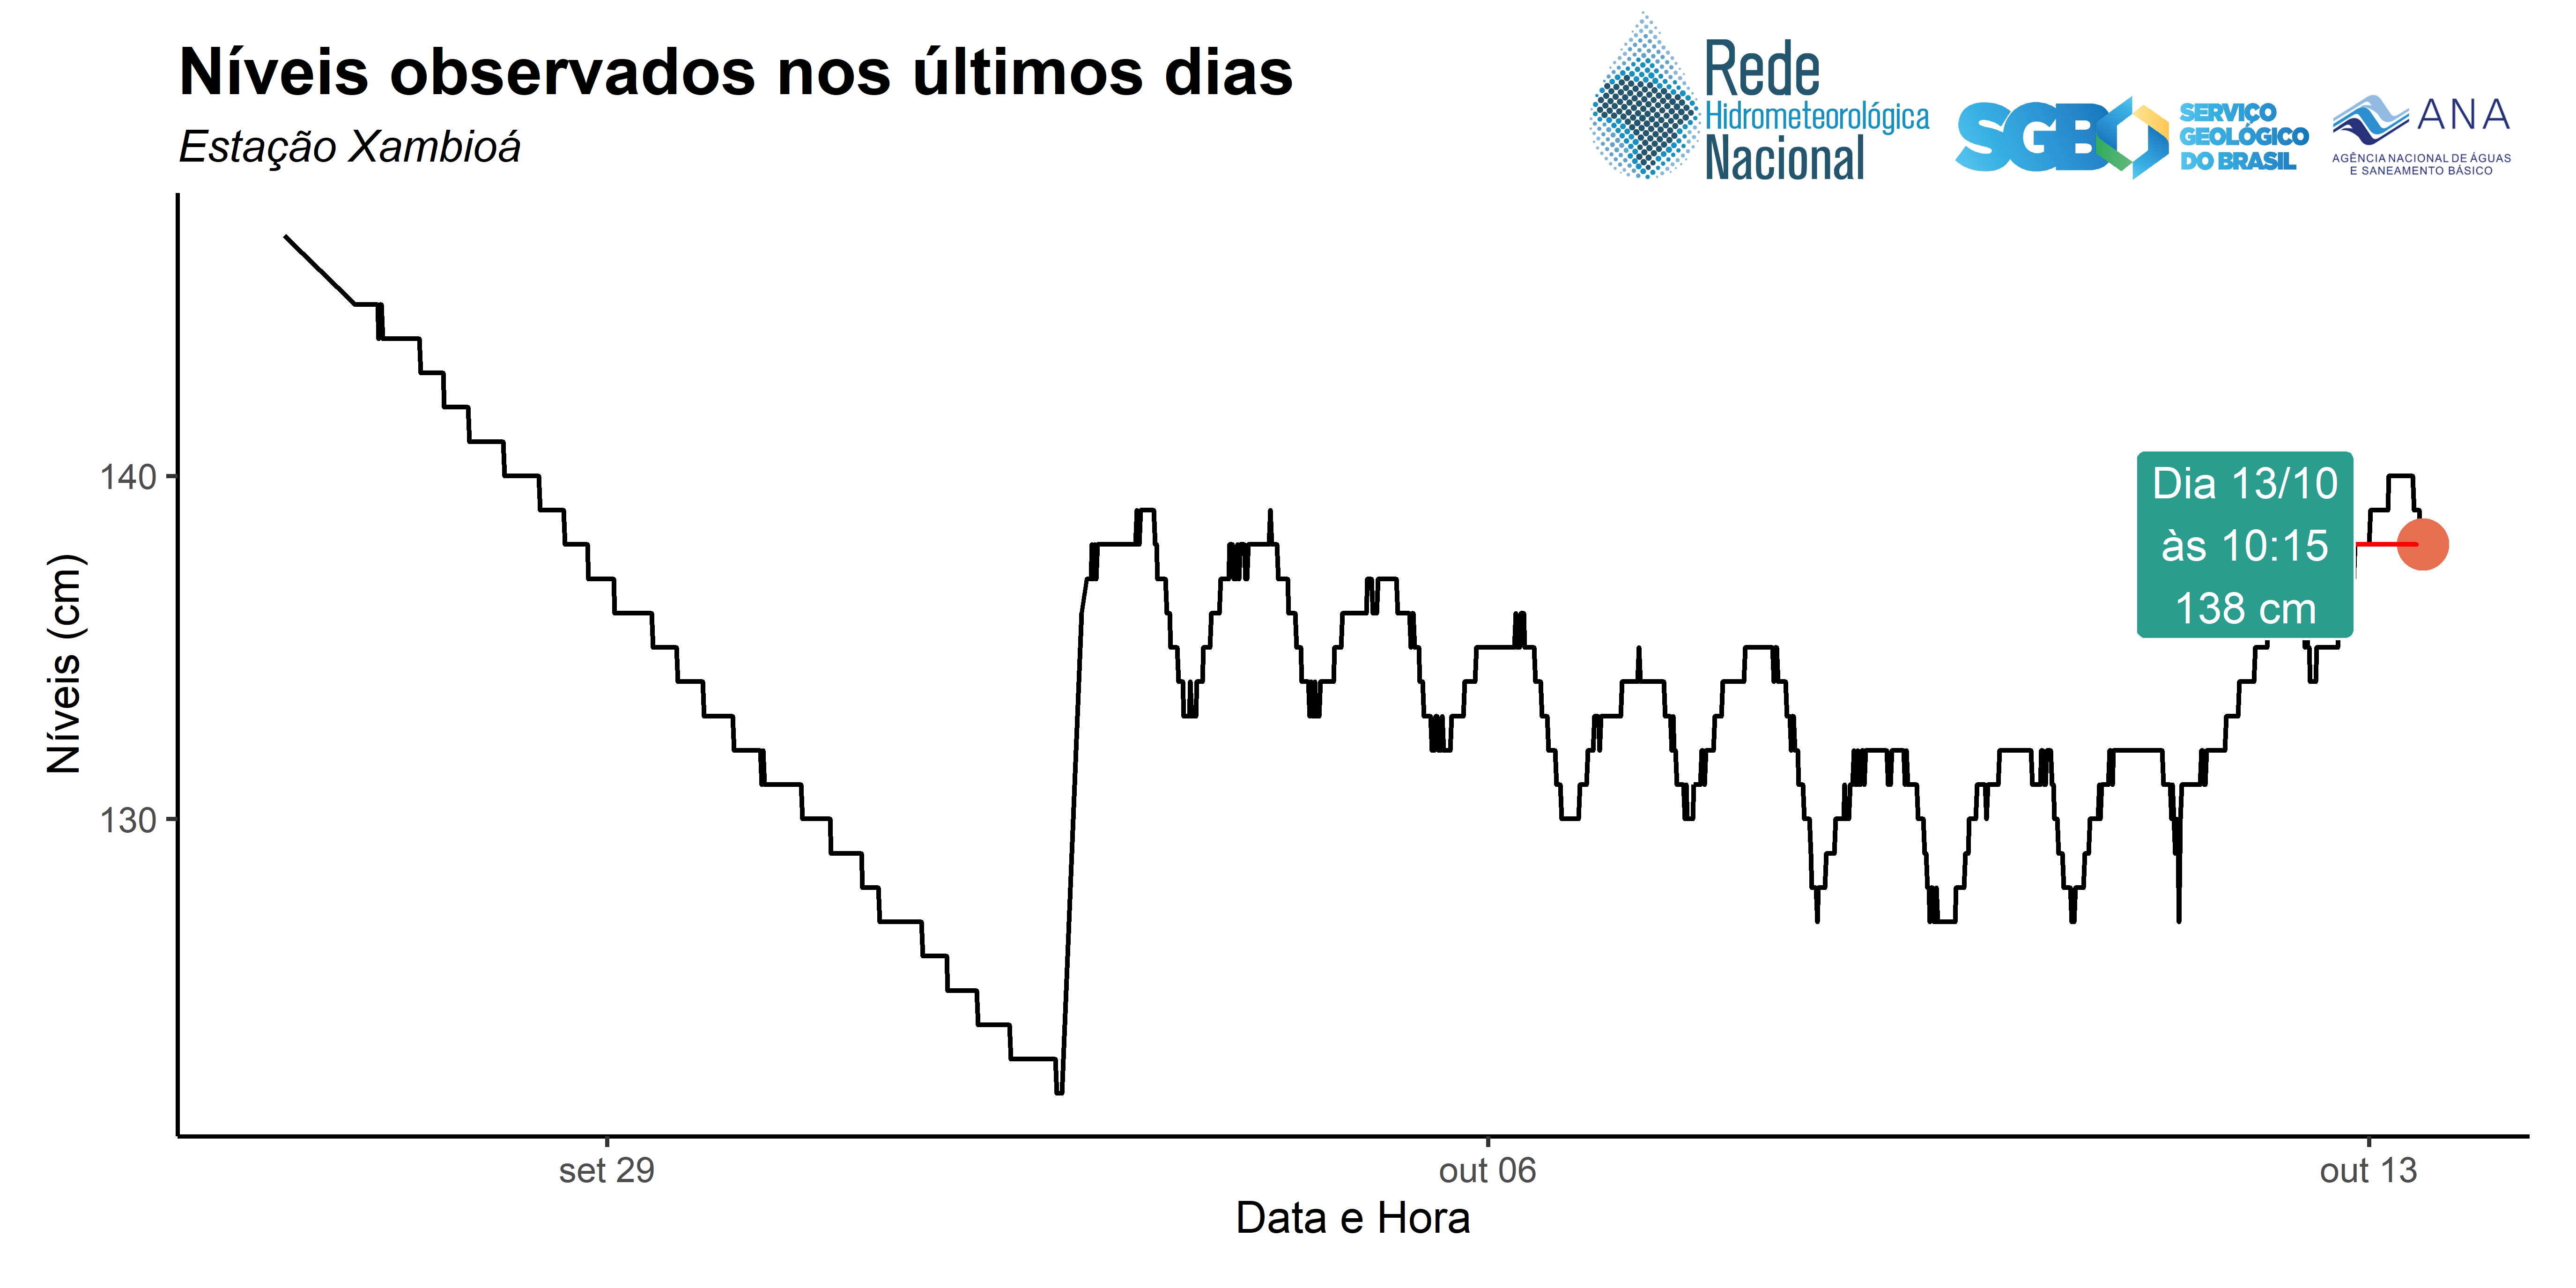 Níveis observados nos últimos dias
Estação Xambioá
Rede
Hidrometeorológica
Nacional
SGB
SERVIÇO
GEOLÓGICO
DO BRASIL
ANA
AGÊNCIA NACIONAL DE ÁGUAS
E SANEAMENTO BÁSICO
Níveis (cm)
140
130
Dia 13/10
às 10:15
138 cm
set 29
out 06
out 13
Data e Hora